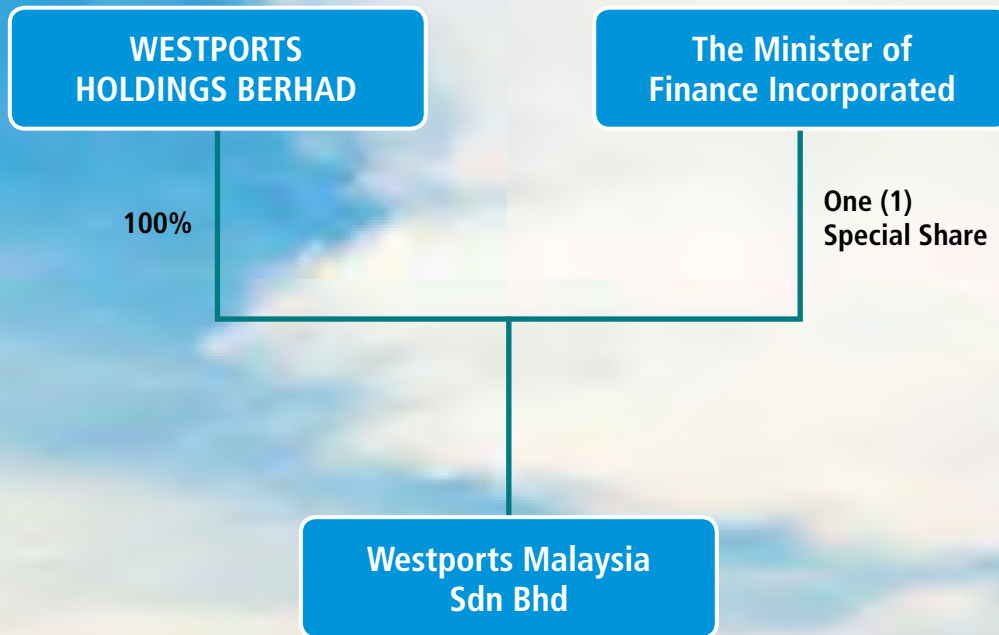 WESTPORTS
HOLDINGS BERHAD
The Minister of
Finance Incorporated
100%
One (1)
Special Share
Westports Malaysia
Sdn Bhd